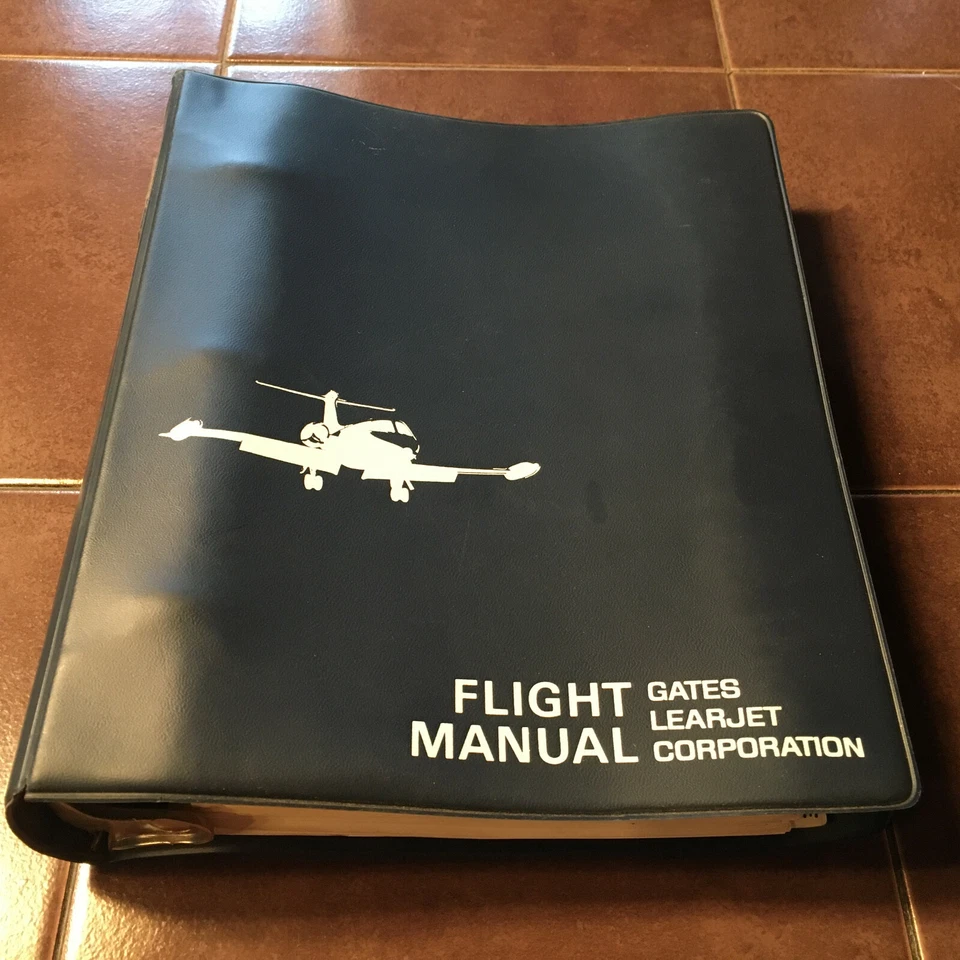 FLIGHT
MANUAL
GATES
LEARJET
CORPORATION